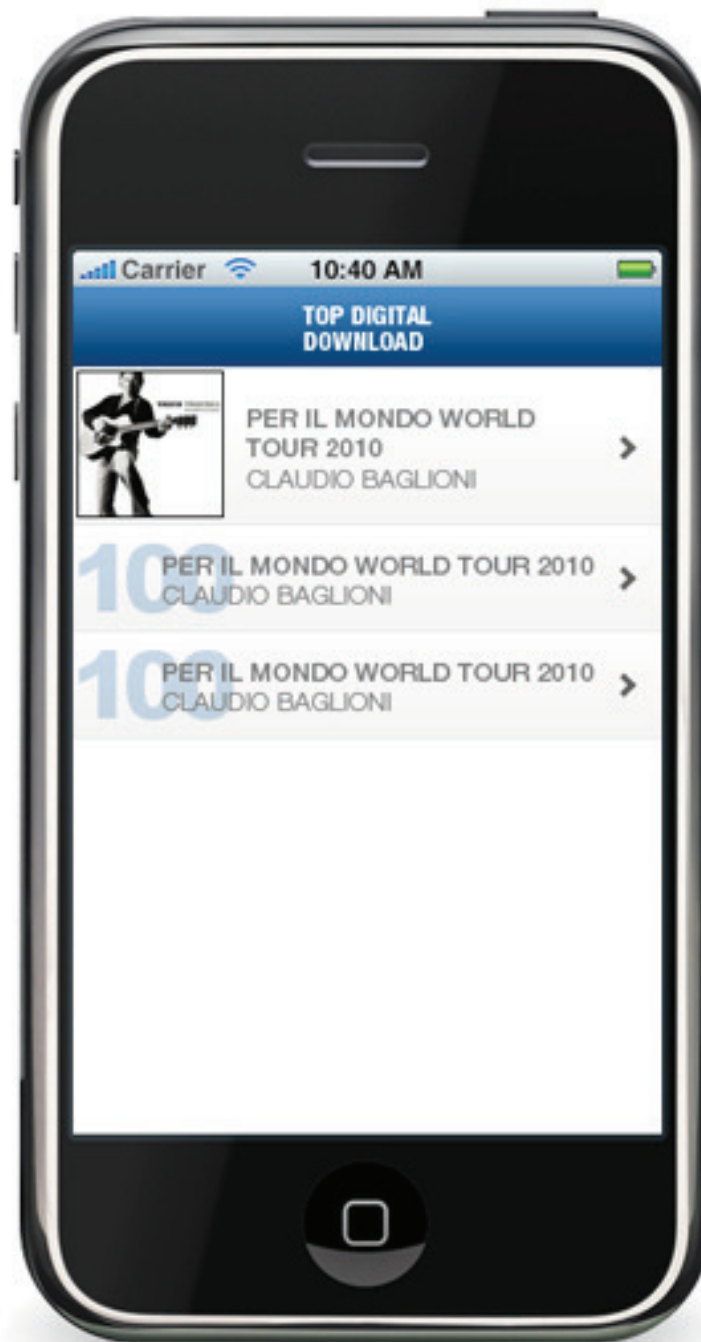 Carrier 10:40 AM
TOP DIGITAL
DOWNLOAD
PER IL MONDO WORLD
TOUR 2010
CLAUDIO BAGLIONI
100
PER IL MONDO WORLD TOUR 2010
CLAUDIO BAGLIONI
100
PER IL MONDO WORLD TOUR 2010
CLAUDIO BAGLIONI